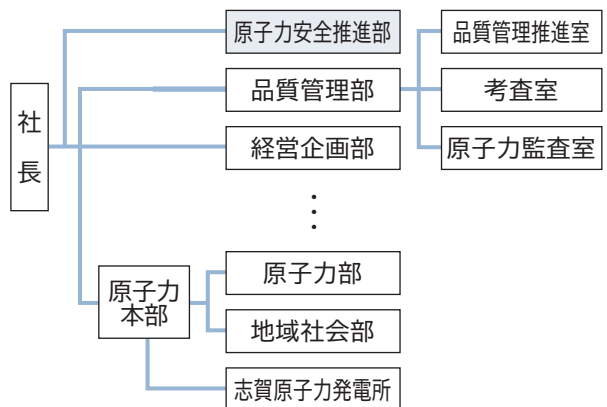 社
長
原子力安全推進部
品質管理部
経営企画部
品質管理推進室
考査室
原子力監査室
原子力
本部
原子力部
地域社会部
志賀原子力発電所